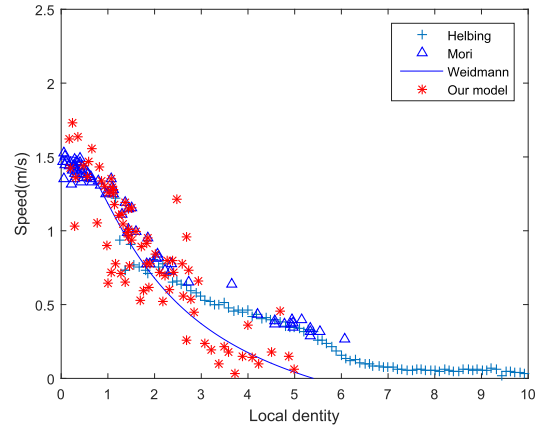 2.5
2
1.5
1
0.5
0
Speed(m/s)
Helbing
Mori
Weidmann
Our model
0 1 2 3 4 5 6 7 8 9 10
Local dentity